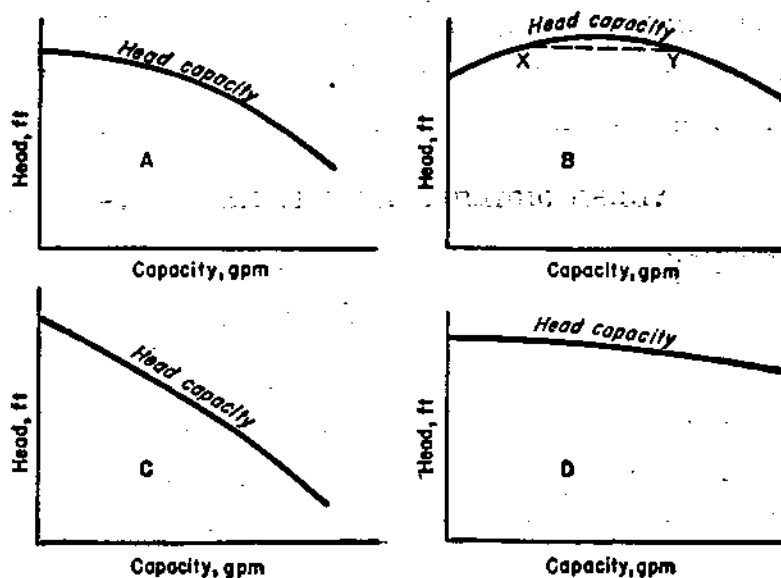 Head capacity
Head, ft
A
Capacity, gpm
Head capacity
X
Y
Head, ft
B
Capacity, gpm
Head capacity
Head, ft
C
Capacity, gpm
Head capacity
Head, ft
D
Capacity, gpm